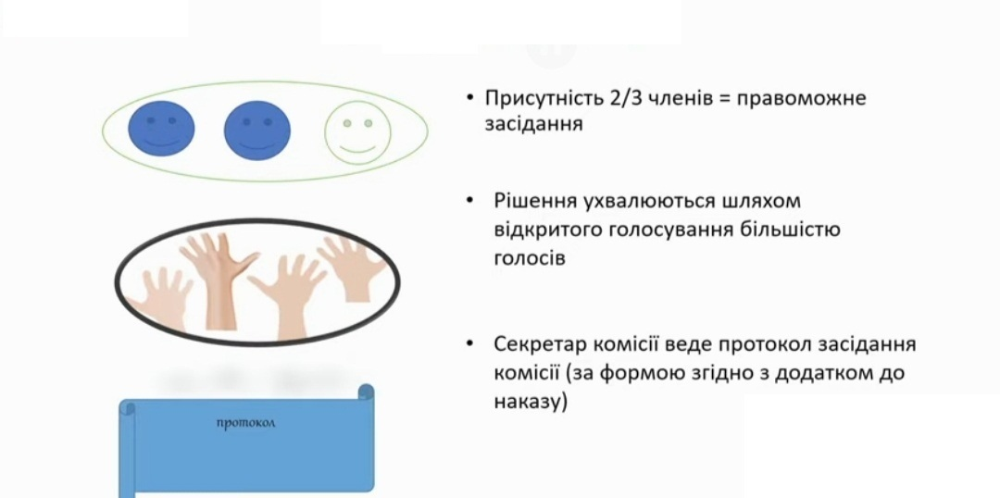 • Присутність 2/3 членів = правоможне
засідання
• Рішення ухвалюються шляхом
відкритого голосування більшістю
голосів
• Секретар комісії веде протокол засідання
комісії (за формою згідно з додатком до
наказу)
протокол